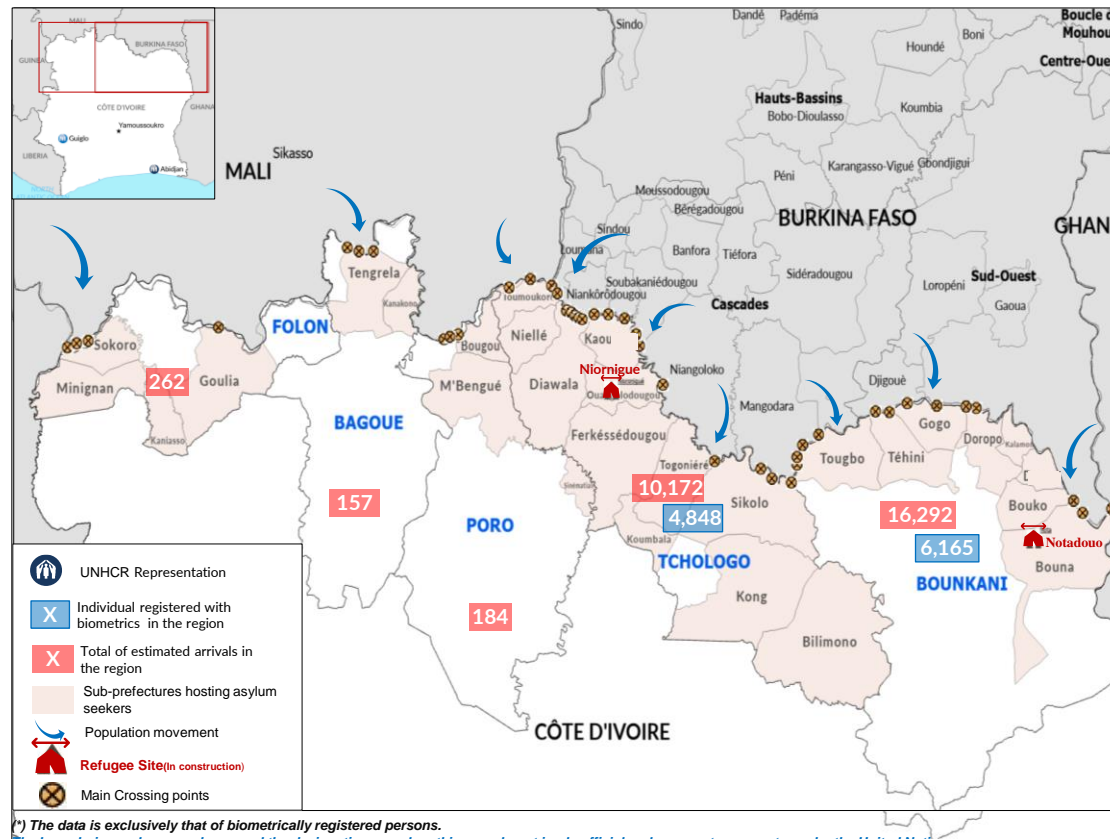 MALI
BURKINA FASO
GUINEA
CÔTE D'IVOIRE
GHANA
Yamoussoukro
Guiglo
LIBERIA
Abidjan
Sindo
Dandé
Padéma
Boucle d
Mouhou
Boni
Houndé
Centre-Oue
Hauts-Bassins
Bobo-Dioulasso
Koumbia
Sikasso
MALI
Karangasso-Vigué
Gbondjigui
Péni
Moussodougou
Bérégadougou
BURKINA FASO
GHAN
Sindou
Loumana
Banfora
Tiéfora
Sidéradougou
Sud-Ouest
Loropéni
Gaoua
Soubakaniédougou
Niankôrôdougou
Cascades
Tengrela
Kanakono
Toumoukoro
FOLON
Sokoro
Niellé
Kaou
Bougou
Niangoloko
Niornigue
Djigouè
Minignan
262
Goulia
M'Bengué
Diawala
Mangodara
Kaniasso
BAGOUE
Ferkéssédougou
Gogo
Doropo
Kalamon
Tougbo
Téhini
Togoniéré
10,172
Sikolo
157
4,848
16,292
Bouko
PORO
Koumbala
6,165
Notadouo
TCHOLOGO
BOUNKANI
Bouna
Kong
184
Bilimono
CÔTE D'IVOIRE
UNHCR Representation
X
Individual registered with
biometrics in the region
X
Total of estimated arrivals in
the region
Sub-prefectures hosting asylum
seekers
Population movement
Refugee Site(In construction)
Main Crossing points
(*) The data is exclusively that of biometrically registered persons.